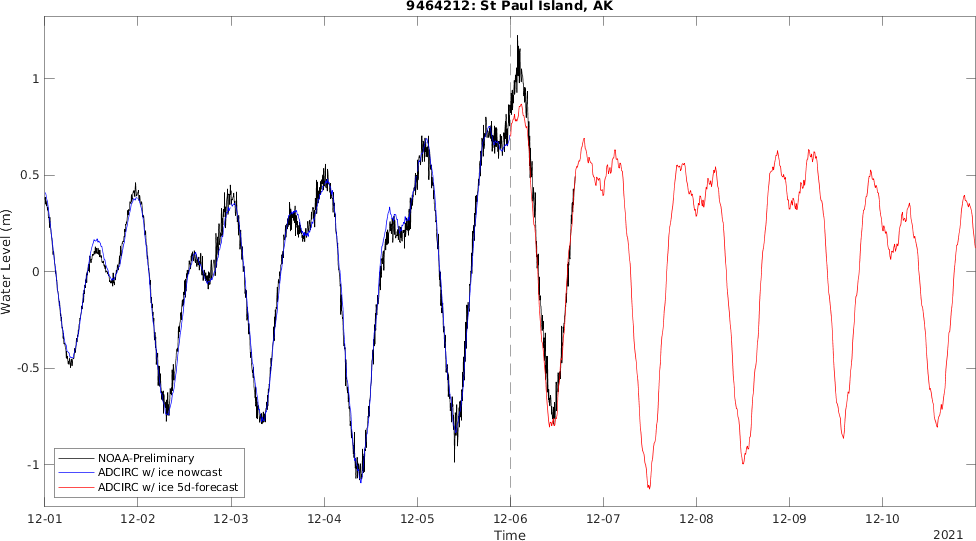 9464212: St Paul Island, AK
Water Level (m)
1
0.5
0
-0.5
-1
NOAA-Preliminary
ADCIRC w/ ice nowcast
ADCIRC w/ ice 5d-forecast
12-01 12-02 12-03 12-04 12-05 12-06 12-07 12-08 12-09 12-10
Time
2021